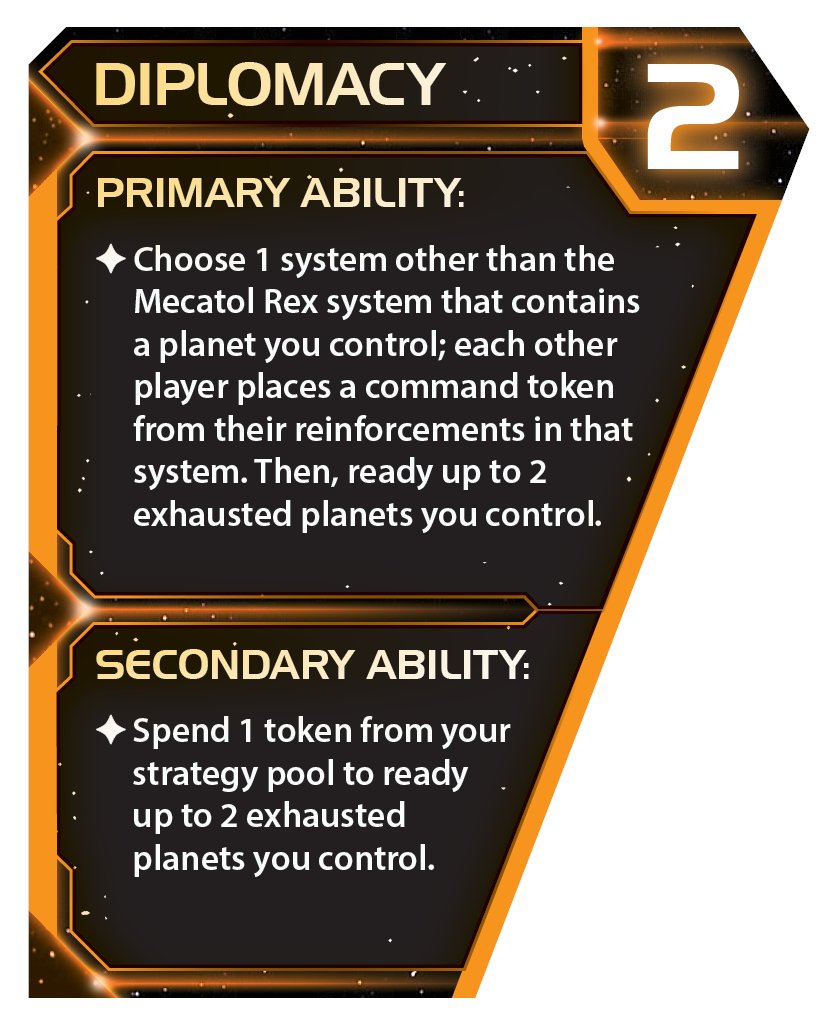 DIPLOMACY
2
PRIMARY ABILITY:
Choose 1 system other than the
Mecatol Rex system that contains
a planet you control; each other
player places a command token
from their reinforcements in that
system. Then, ready up to 2
exhausted planets you control.
SECONDARY ABILITY:
Spend 1 token from your
strategy pool to ready
up to 2 exhausted
planets you control.